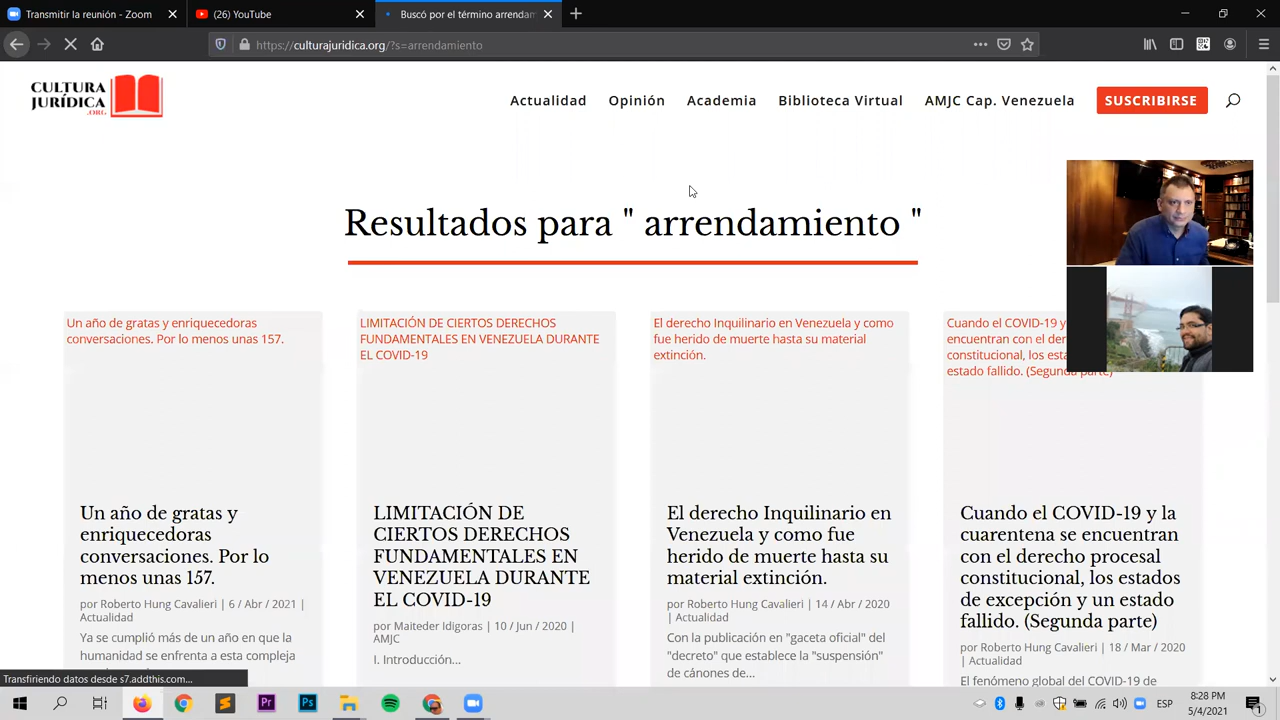 Transmitir la reunión - Zoom
(26) YouTube
Buscó por el término arrendam
https://culturajuridica.org/?s=arrendamiento
CULTURA
JURÍDICA
.ORG
Actualidad
Opinión
Academia
Biblioteca Virtual
AMJC Cap. Venezuela
SUSCRIBIRSE
Resultados para " arrendamiento "
Un año de gratas y enriquecedoras
conversaciones. Por lo menos unas 157.
Un año de gratas y
enriquecedoras
conversaciones. Por lo
menos unas 157.
por Roberto Hung Cavalieri | 6 / Abr / 2021 |
Actualidad
Ya se cumplió más de un año en que la
humanidad se enfrenta a esta compleja
LIMITACIÓN DE CIERTOS DERECHOS
FUNDAMENTALES EN VENEZUELA DURANTE
EL COVID-19
LIMITACIÓN DE
CIERTOS DERECHOS
FUNDAMENTALES EN
VENEZUELA DURANTE
EL COVID-19
por Maiteder Idigoras | 10 / Jun / 2020 |
AMJC
I. Introducción...
El derecho Inquilinario en Venezuela y como
fue herido de muerte hasta su material
extinción.
El derecho Inquilinario en
Venezuela y como fue
herido de muerte hasta su
material extinción.
por Roberto Hung Cavalieri | 14 / Abr / 2020
| Actualidad
Con la publicación en "gaceta oficial" del
"decreto" que establece la "suspensión"
de cánones de...
Cuando el COVID-19 y
encuentran con el der
constitucional, los est
estado fallido. (Segunda parte)
Cuando el COVID-19 y la
cuarentena se encuentran
con el derecho procesal
constitucional, los estados
de excepción y un estado
fallido. (Segunda parte)
por Roberto Hung Cavalieri | 18 / Mar / 2020
| Actualidad
El fenómeno global del COVID-19 de
Transfiriendo datos desde s7.addthis.com...
Pr
Ps
ESP
8:28 PM
5/4/2021
1